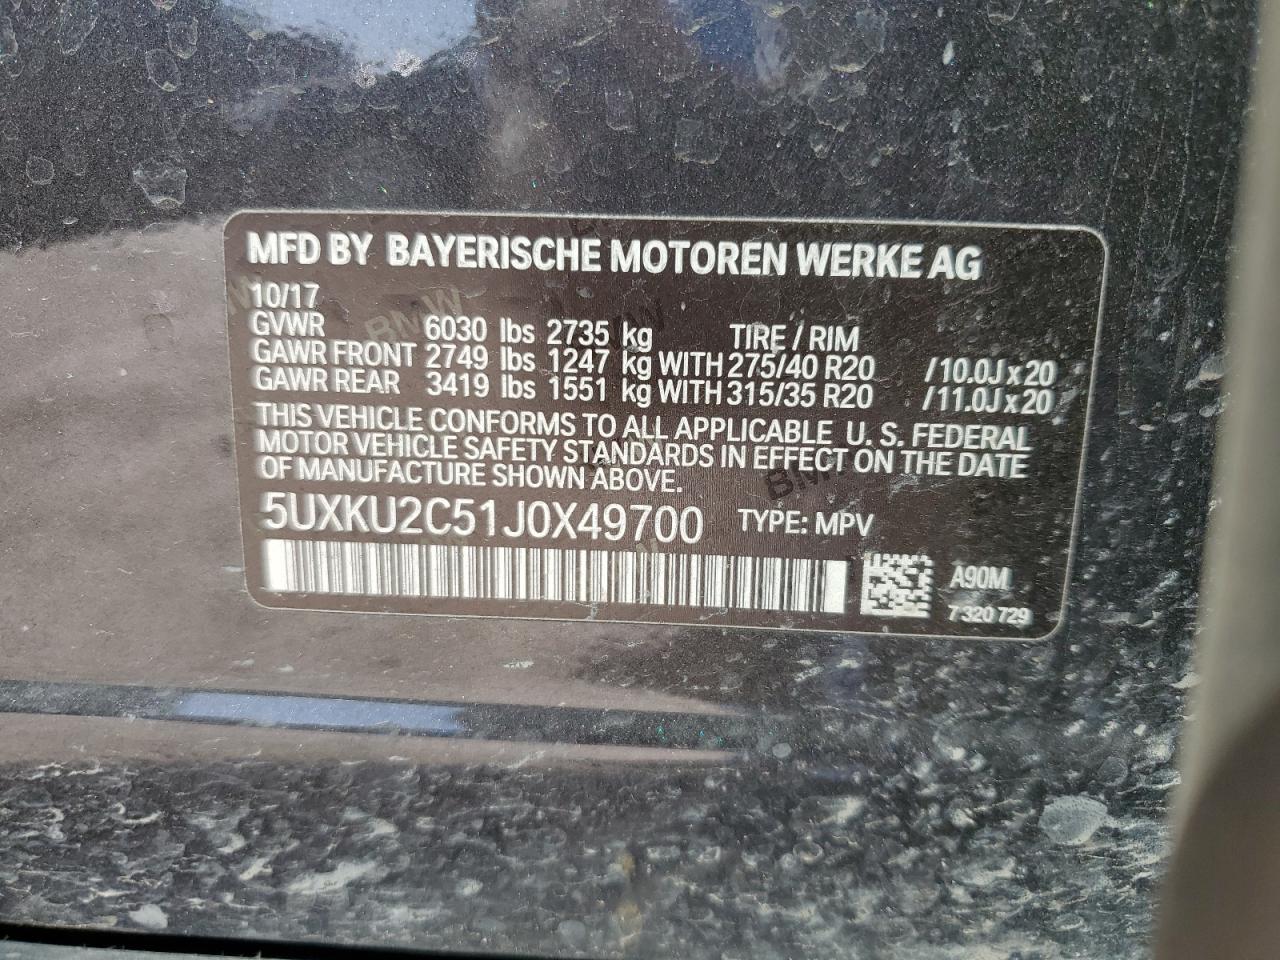 MFD BY BAYERISCHE MOTOREN WERKE AG
10/17
GVWR 6030 lbs 2735 kg TIRE / RIM
GAWR FRONT 2749 lbs 1247 kg WITH 275/40 R20 /10.0J x 20
GAWR REAR 3419 lbs 1551 kg WITH 315/35 R20 /11.0J x 20
THIS VEHICLE CONFORMS TO ALL APPLICABLE U. S. FEDERAL
MOTOR VEHICLE SAFETY STANDARDS IN EFFECT ON THE DATE
OF MANUFACTURE SHOWN ABOVE.
5UXKU2C51J0X49700 TYPE: MPV
A90M
7 320 729